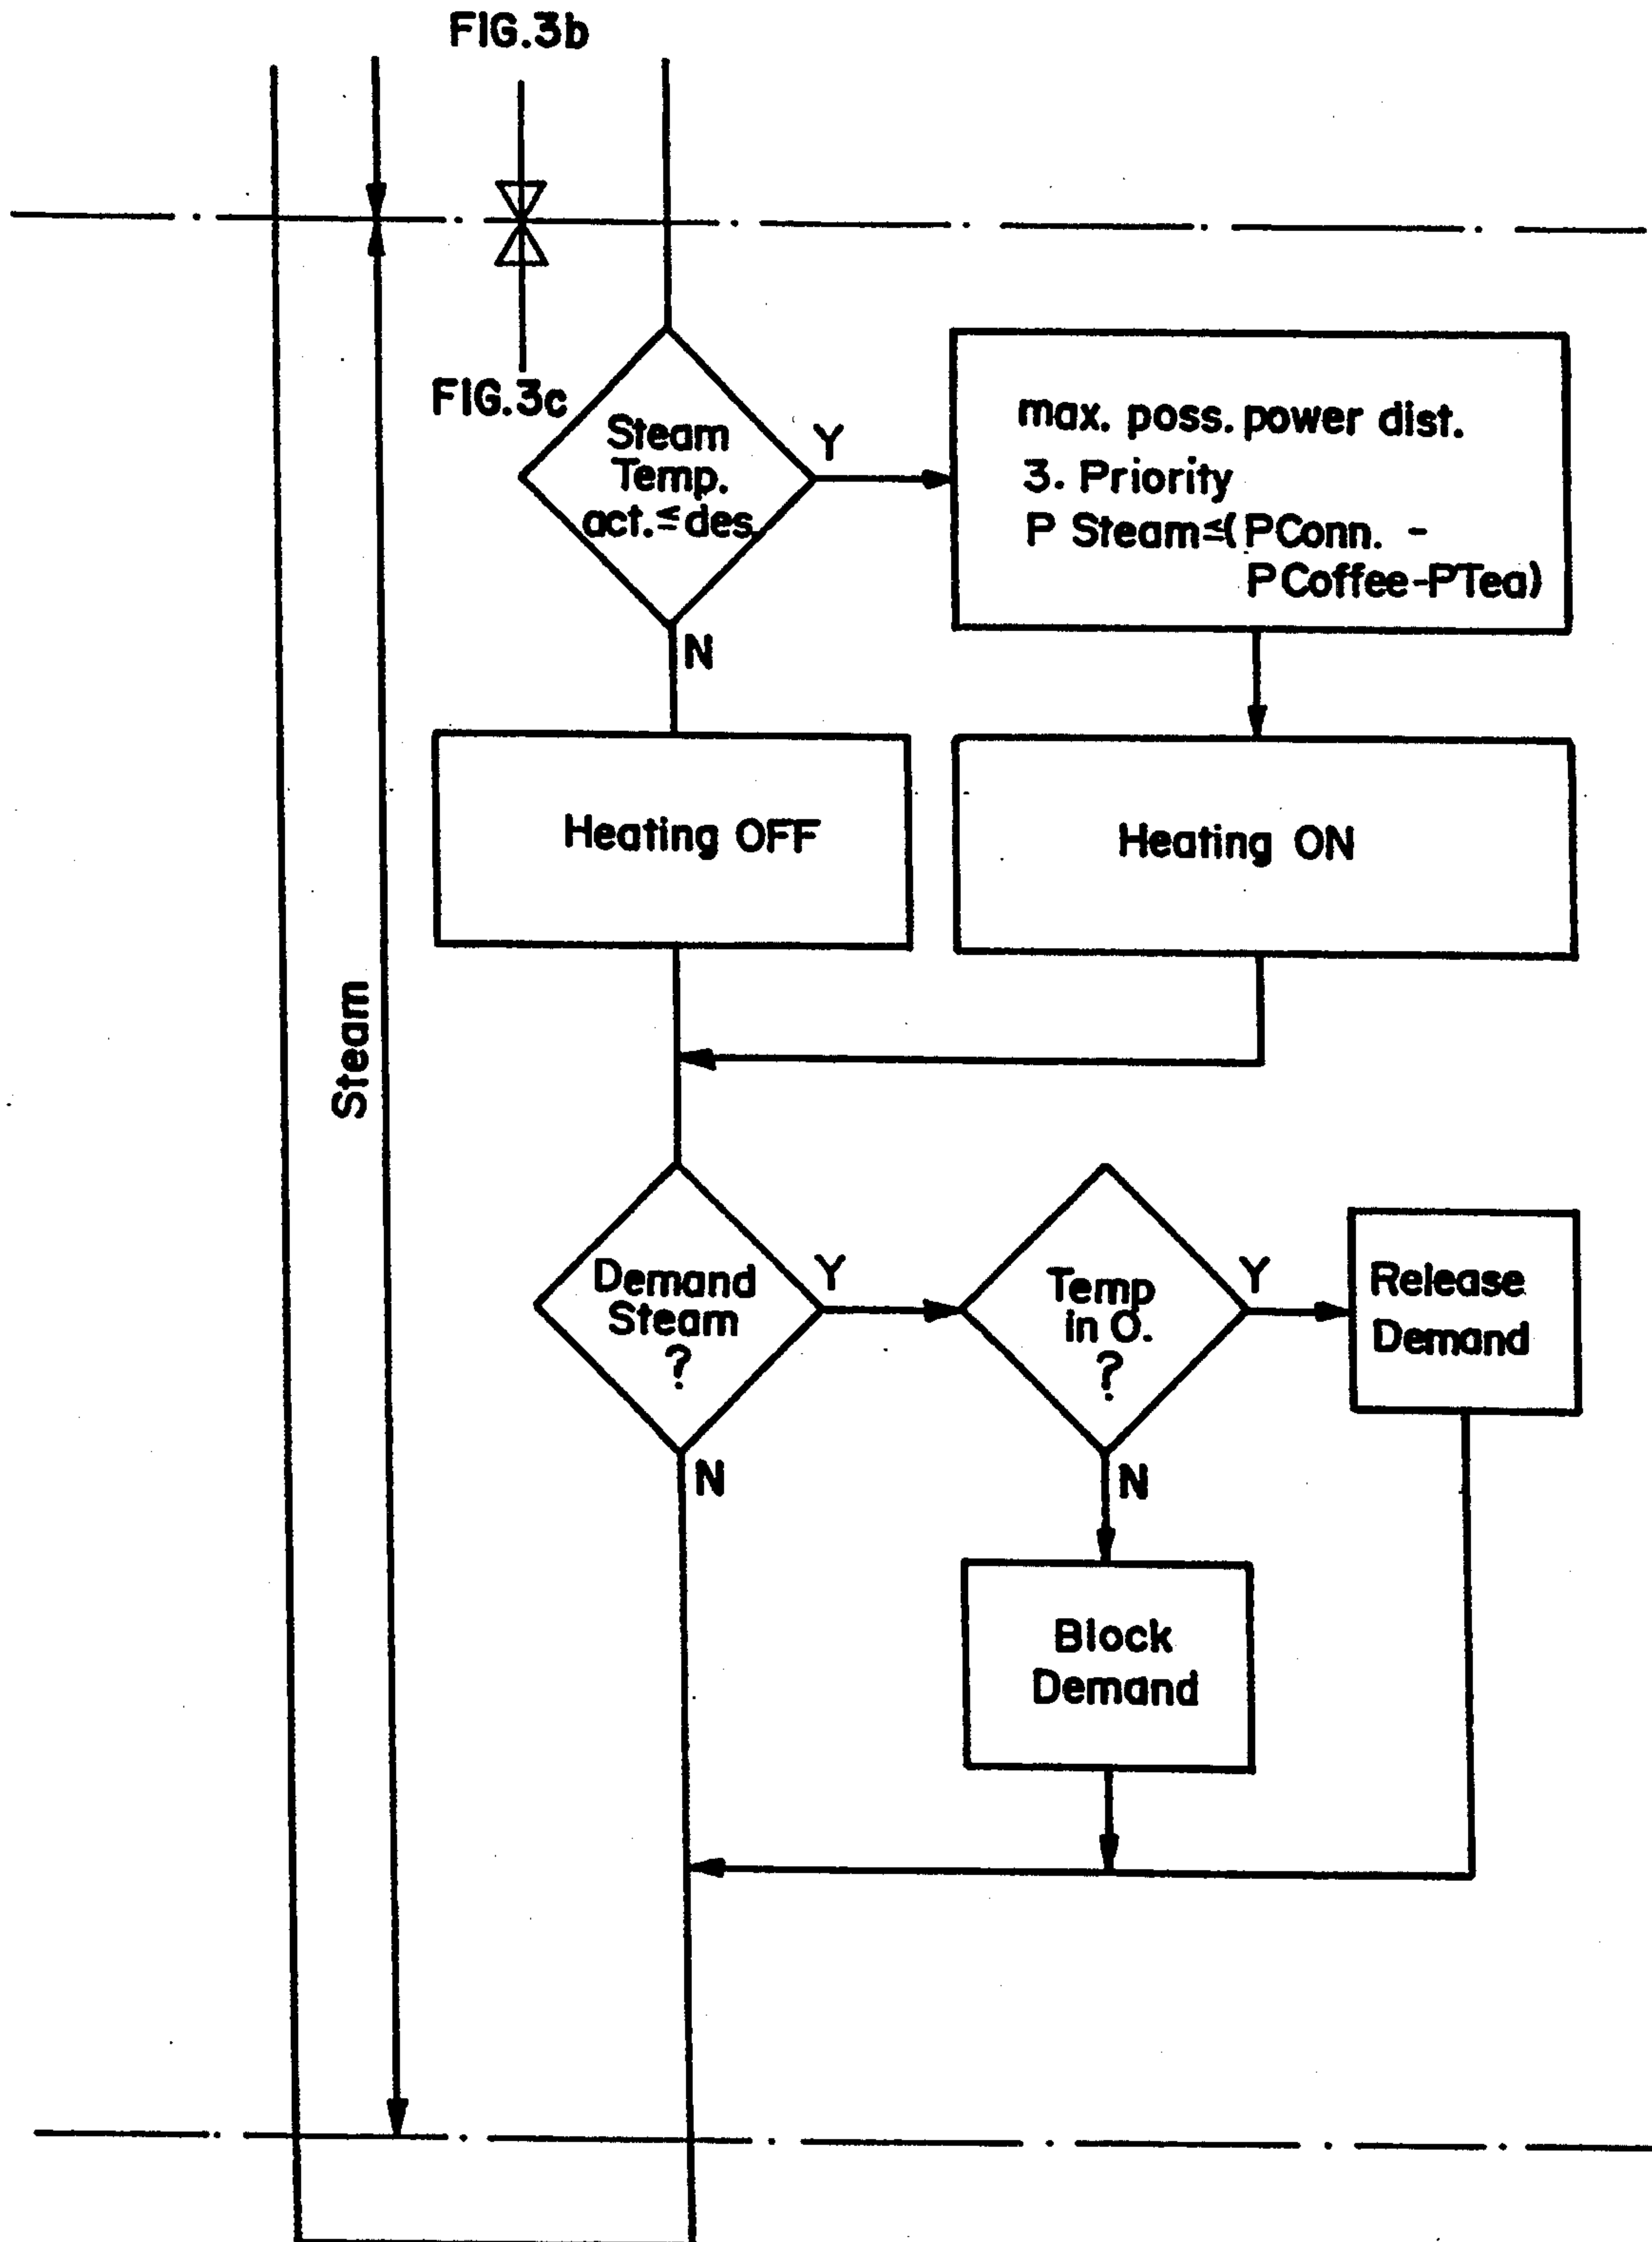 FIG.3b
FIG.3c
Steam
Temp.
act.≤des.
Y
N
max. poss. power dist.
3. Priority
P Steam≤(PConn. -
PCoffee-PTea)
Heating OFF
Heating ON
Steam
Demand
Steam
?
Y
N
Temp
in O.
?
Y
N
Release
Demand
Block
Demand